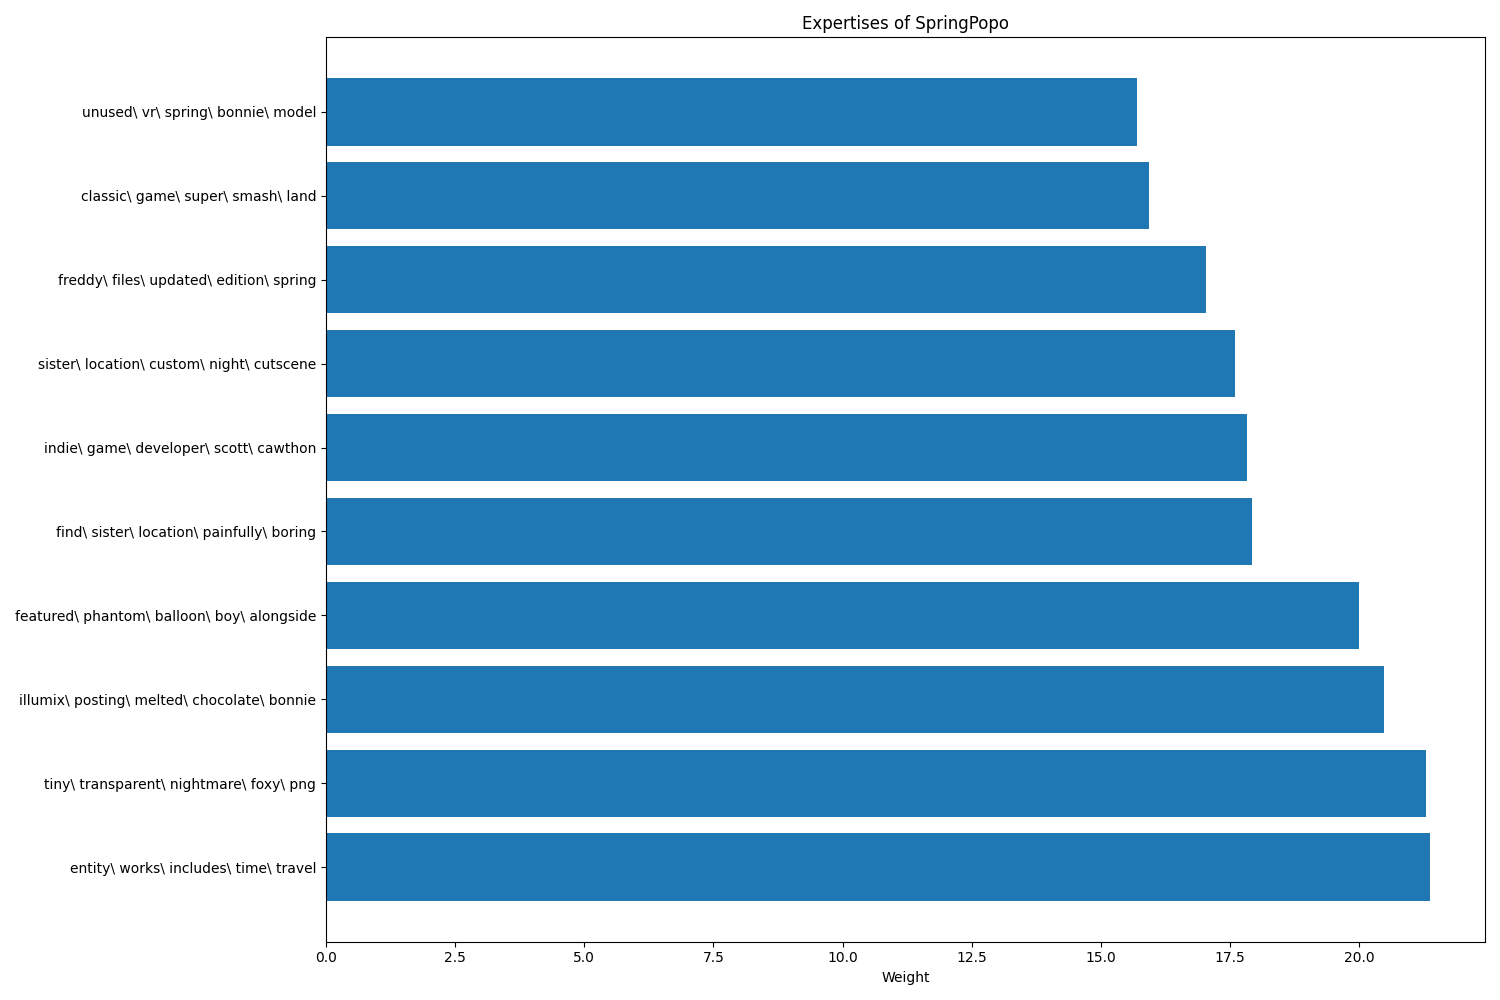 Expertises of SpringPopo
unused\ vr\ spring\ bonnie\ model
classic\ game\ super\ smash\ land
freddy\ files\ updated\ edition\ spring
sister\ location\ custom\ night\ cutscene
indie\ game\ developer\ scott\ cawthon
find\ sister\ location\ painfully\ boring
featured\ phantom\ balloon\ boy\ alongside
illumix\ posting\ melted\ chocolate\ bonnie
tiny\ transparent\ nightmare\ foxy\ png
entity\ works\ includes\ time\ travel
0.0 2.5 5.0 7.5 10.0 12.5 15.0 17.5 20.0
Weight